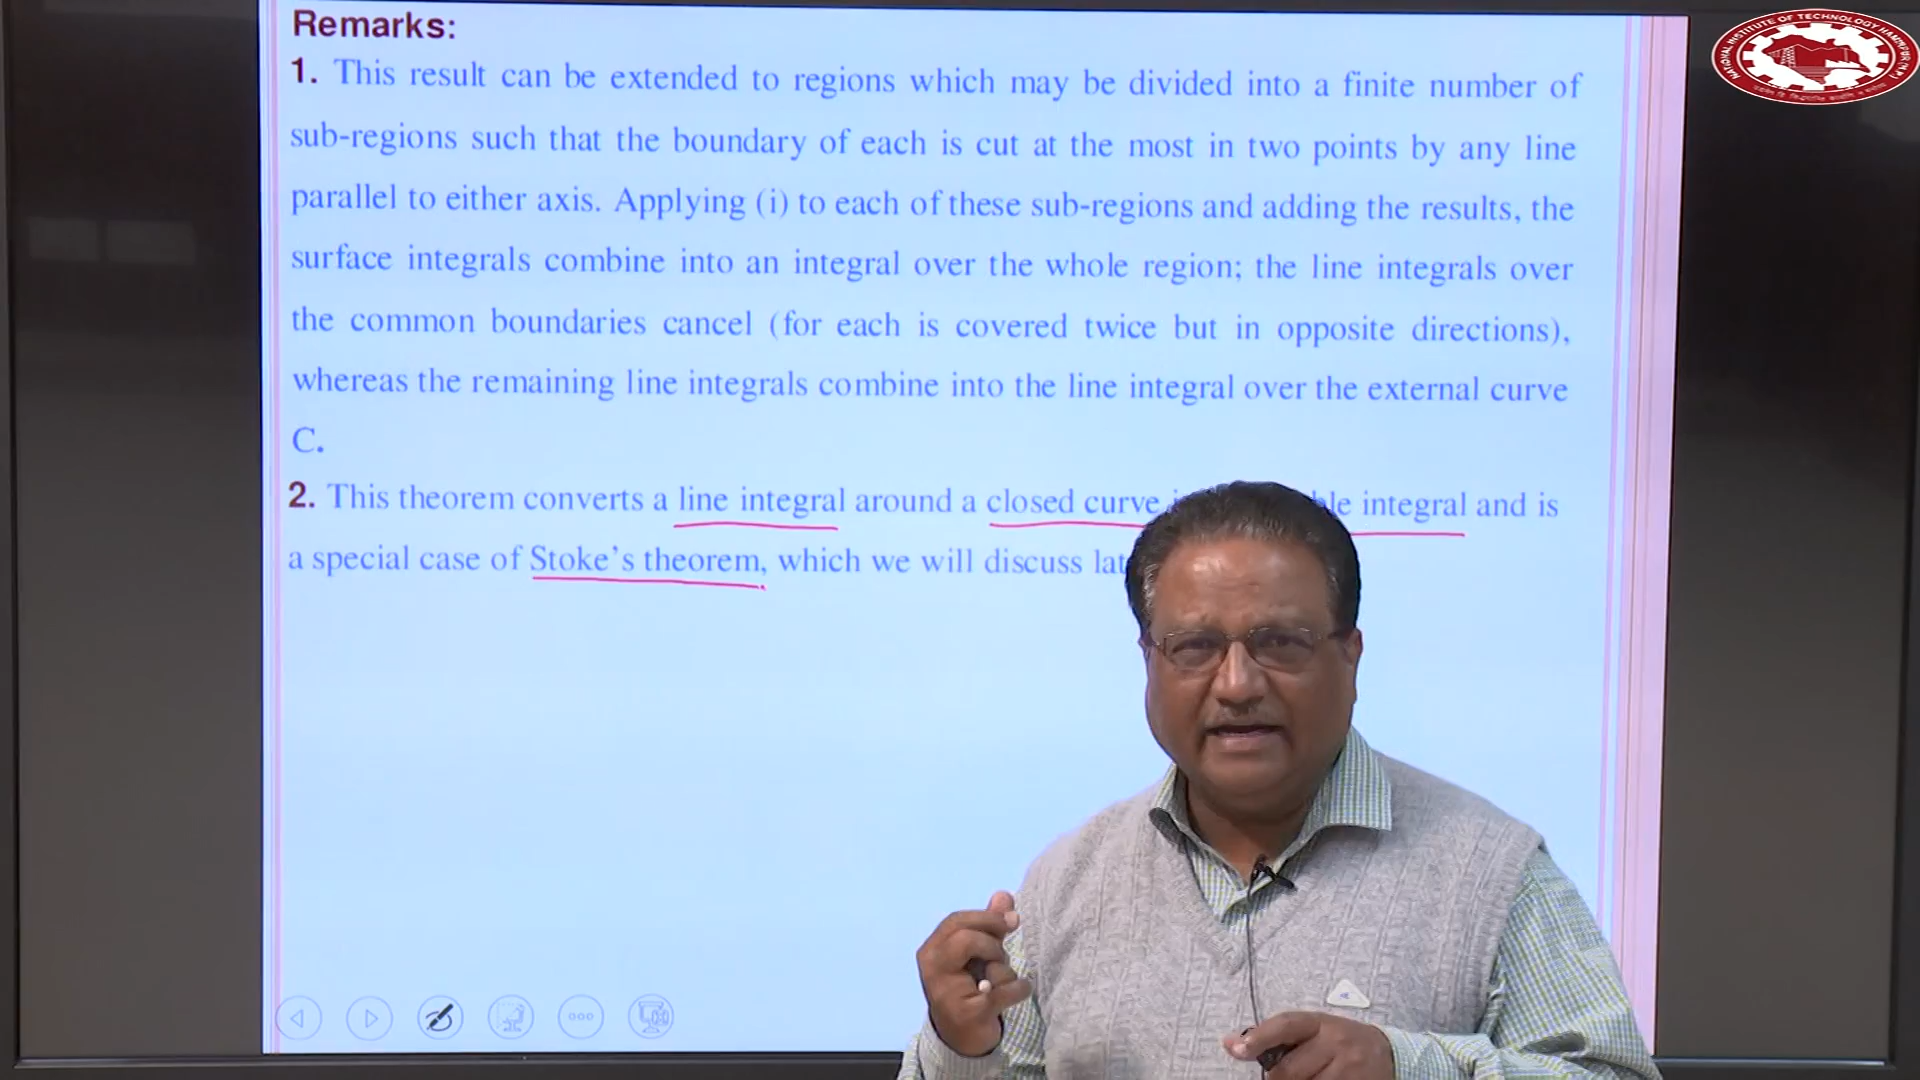 Remarks:
1. This result can be extended to regions which may be divided into a finite number of
sub-regions such that the boundary of each is cut at the most in two points by any line
parallel to either axis. Applying (i) to each of these sub-regions and adding the results, the
surface integrals combine into an integral over the whole region; the line integrals over
the common boundaries cancel (for each is covered twice but in opposite directions),
whereas the remaining line integrals combine into the line integral over the external curve
C.
2. This theorem converts a line integral around a closed curve integral and is
a special case of Stoke's theorem, which we will discuss
NATIONAL INSTITUTE OF TECHNOLOGY HAMIRPUR (H.P.)